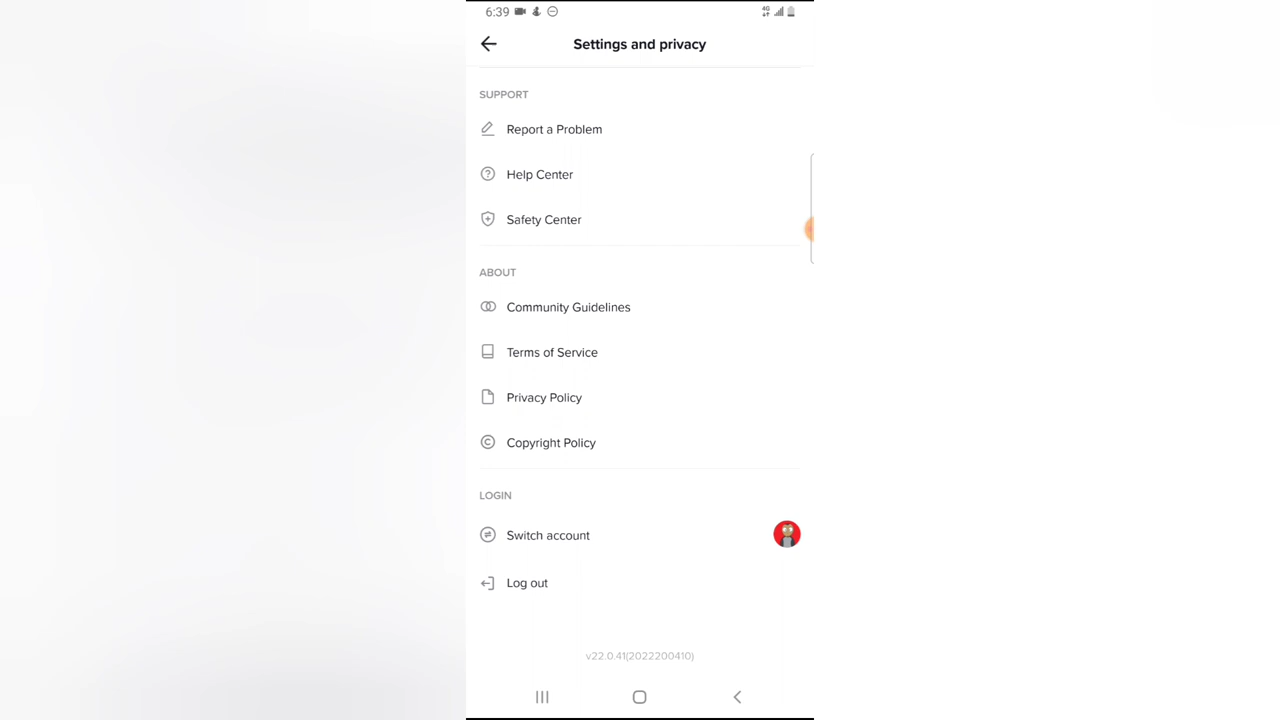 6:39
4G
Settings and privacy
SUPPORT
Report a Problem
Help Center
Safety Center
ABOUT
Community Guidelines
Terms of Service
Privacy Policy
Copyright Policy
LOGIN
Switch account
Log out
v22.0.41(2022200410)